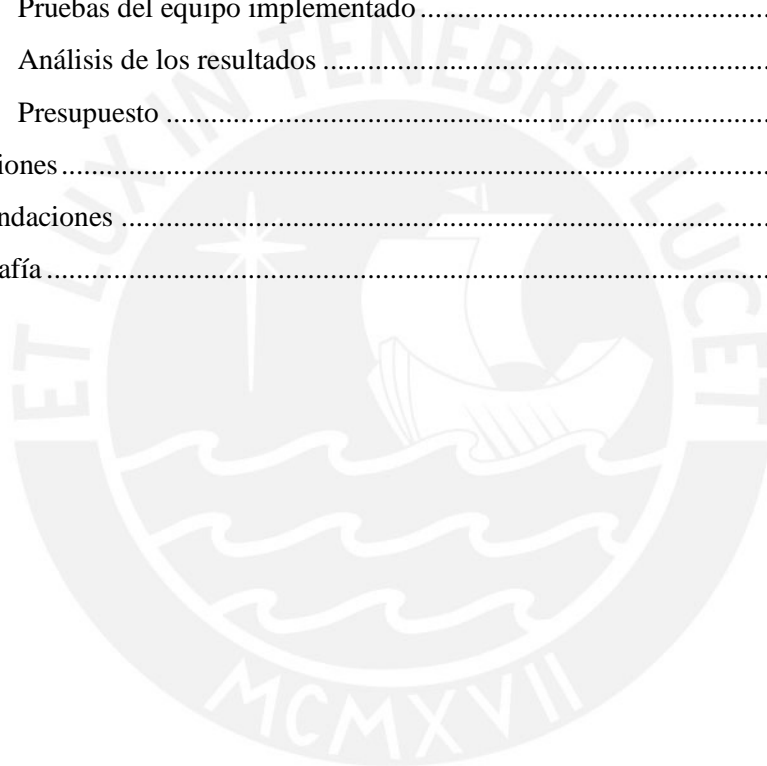 Pruebas del equipo implementado ........................................................
Análisis de los resultados ........................................................................
Presupuesto .............................................................................................
iones ..........................................................................................................
ndaciones ..................................................................................................
afía ............................................................................................................
ET LUX IN TENEBRIS LUCET
MCMXVII